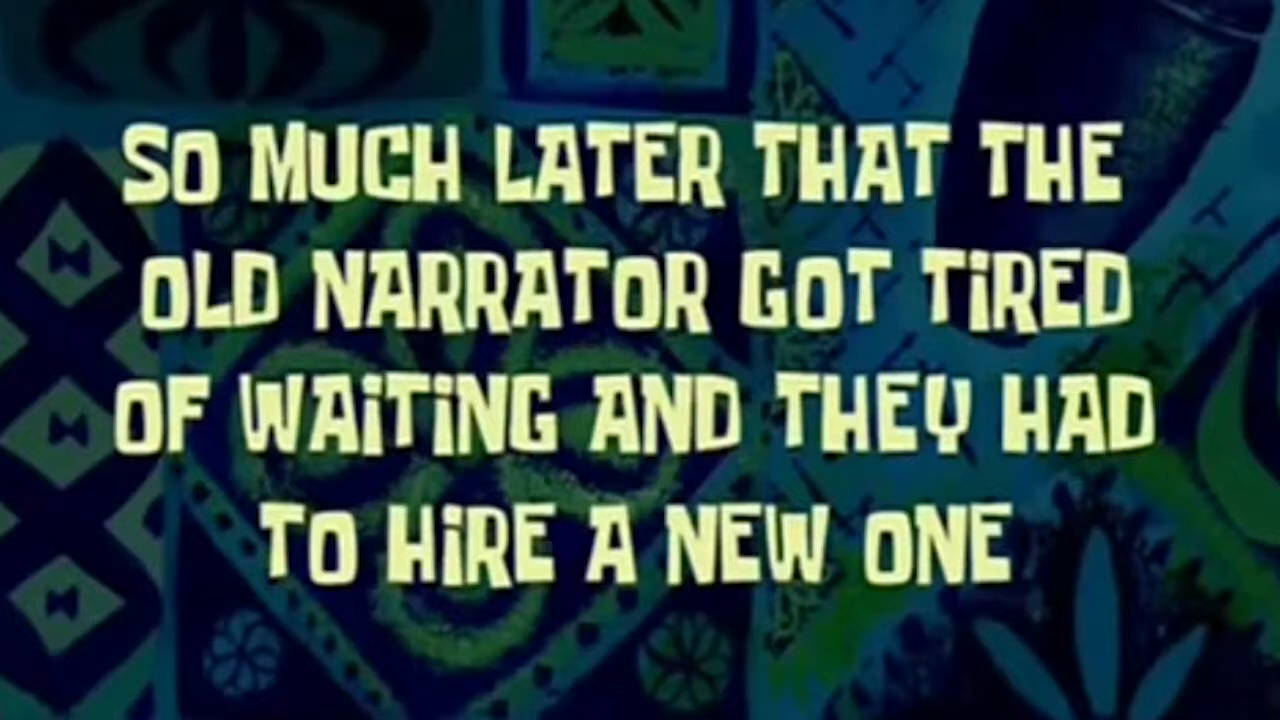 SO MUCH LATER THAT THE
OLD NARRATOR GOT TIRED
OF WAITING AND THEY HAD
TO HIRE A NEW ONE